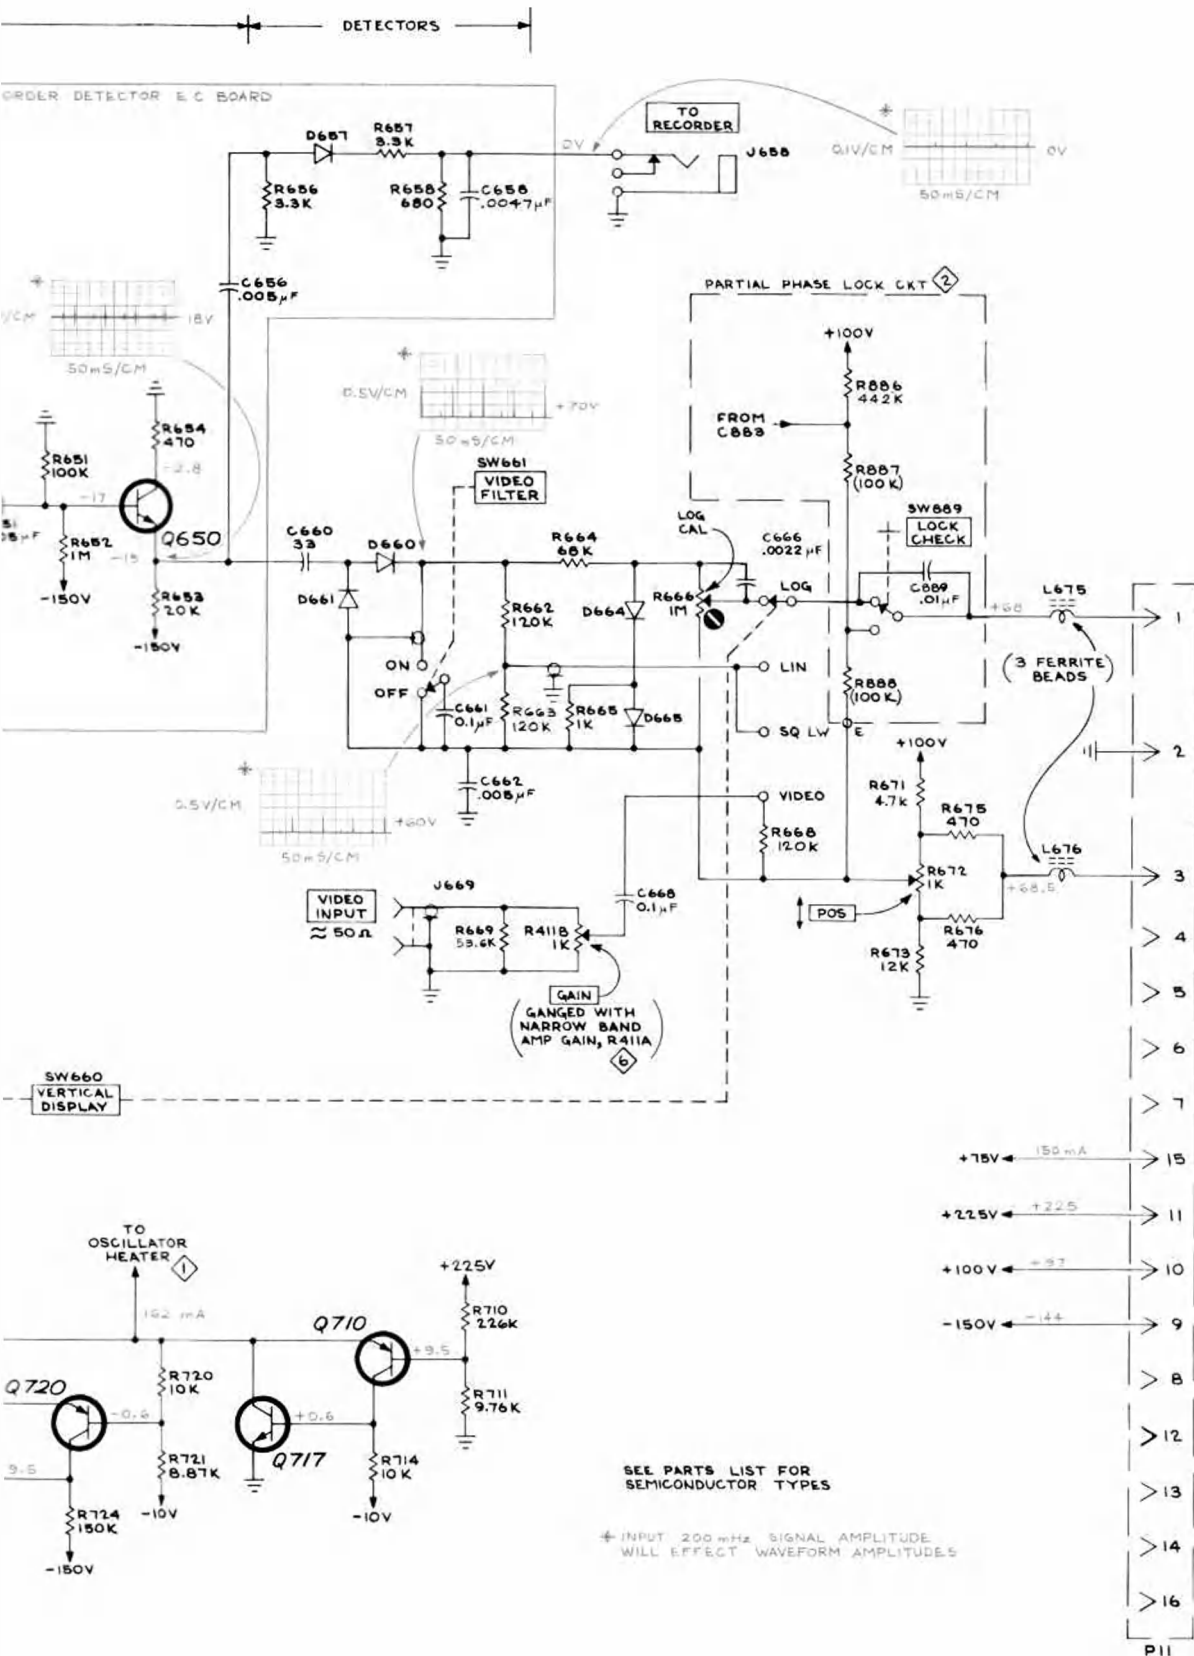 DETECTORS
ORDER DETECTOR E C BOARD
D657
R657
3.3K
R656
3.3K
R658
680
C658
.0047µF
0V
TO
RECORDER
J658
*
0.1V/CM
0V
50mS/CM
C656
.005µF
*
V/CM
18V
50mS/CM
*
0.5V/CM
+70V
50mS/CM
PARTIAL PHASE LOCK CKT 2
+100V
R886
442K
FROM
C883
R887
(100K)
SW889
LOCK
CHECK
C889
.01µF
+68
L675
1
R654
470
-2.8
R651
100K
-17
R652
1M
-150V
Q650
-15
R653
20K
-150V
SW661
VIDEO
FILTER
C660
33
D660
D661
R664
68K
R662
120K
D664
LOG
CAL
R666
1M
C666
.0022µF
LOG
LIN
SQ LW
E
R888
(100K)
(3 FERRITE
BEADS)
ON
OFF
C661
0.1µF
R663
120K
R665
1K
D665
C662
.005µF
*
0.5V/CM
+60V
50mS/CM
VIDEO
R668
120K
C668
0.1µF
+100V
R671
4.7K
R675
470
R672
1K
+68.5
L676
POS
R676
470
R673
12K
2
3
4
5
6
7
J669
VIDEO
INPUT
≈ 50Ω
R669
53.6K
R411B
1K
GAIN
(GANGED WITH
NARROW BAND
AMP GAIN, R411A)
6
SW660
VERTICAL
DISPLAY
+75V 150mA 15
+225V +225 11
+100V +97 10
-150V -144 9
8
12
13
14
16
P11
TO
OSCILLATOR
HEATER 1
162 mA
Q710
+225V
R710
226K
+9.5
R711
9.76K
Q720
R720
10K
-0.6
R721
8.87K
-10V
9.5
R724
150K
-150V
+0.6
Q717
R714
10K
-10V
SEE PARTS LIST FOR
SEMICONDUCTOR TYPES
* INPUT 200 mHz SIGNAL AMPLITUDE
WILL EFFECT WAVEFORM AMPLITUDES